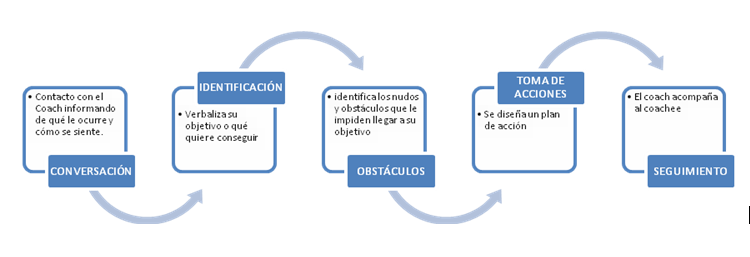 • Contacto con el
Coach informando
de qué le ocurre y
cómo se siente.
CONVERSACIÓN
IDENTIFICACIÓN
• Verbaliza su
objetivo o qué
quiere conseguir
• identifica los nudos
y obstáculos que le
impiden llegar a su
objetivo
OBSTÁCULOS
TOMA DE
ACCIONES
• Se diseña un plan
de acción
• El coach acompaña
al coachee
SEGUIMIENTO